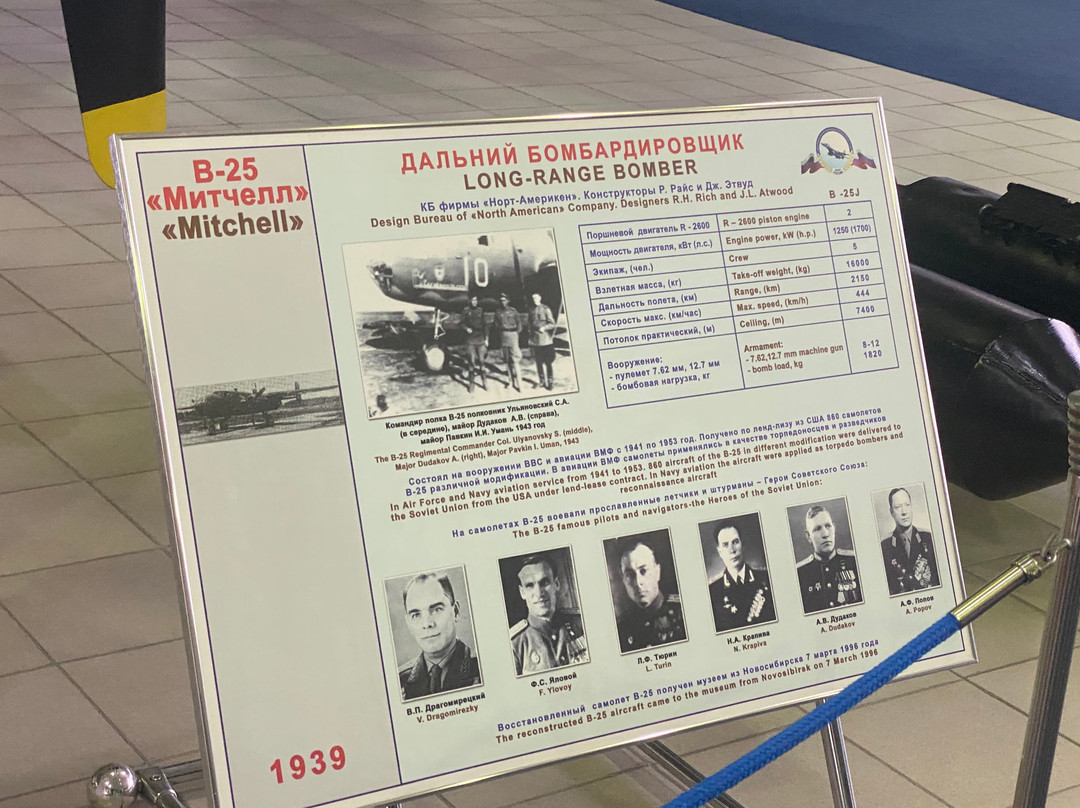 В-25
«Митчелл»
«Mitchell»
1939
ДАЛЬНИЙ БОМБАРДИРОВЩИК
LONG-RANGE BOMBER
КБ фирмы «Норт-Америкен». Конструкторы Р. Райс и Дж. Этвуд
Design Bureau of «North American» Company. Designers R.H. Rich and J.L. Atwood
В -25J
Поршневой двигатель R - 2600 R – 2600 piston engine 2
Мощность двигателя, кВт (л.с.) Engine power, kW (h.p.) 1250 (1700)
Экипаж, (чел.) Crew 5
Взлетная масса, (кг) Take-off weight, (kg) 16000
Дальность полета, (км) Range, (km) 2150
Скорость макс. (км/час) Max. speed, (km/h) 444
Потолок практический, (м) Ceiling, (m) 7400
Вооружение: Armament:
- пулемет 7.62 мм, 12.7 мм - 7.62,12.7 mm machine gun 8-12
- бомбовая нагрузка, кг - bomb load, kg 1820
10
Командир полка В-25 полковник Ульяновский С.А.
(в середине), майор Дудаков А.В. (справа),
майор Павкин И.И. Умань 1943 год
The B-25 Regimental Commander Col. Ulyanovsky S. (middle),
Major Dudakov A. (right), Major Pavkin I. Uman, 1943
Состоял на вооружении ВВС и авиации ВМФ с 1941 по 1953 год. Получено по ленд-лизу из США 860 самолетов
В-25 различной модификации. В авиации ВМФ самолеты применялись в качестве торпедоносцев и разведчиков
In Air Force and Navy aviation service from 1941 to 1953. 860 aircraft of the B-25 in different modification were delivered to
the Soviet Union from the USA under lend-lease contract. In Navy aviation the aircraft were applied as torpedo bombers and
reconnaissance aircraft
На самолетах В-25 воевали прославленные летчики и штурманы – Герои Советского Союза:
The B-25 famous pilots and navigators-the Heroes of the Soviet Union:
В.П. Драгомирецкий
V. Dragomirezky
Ф.С. Яловой
F. Ylovoy
Л.Ф. Тюрин
L. Turin
Н.А. Крапива
N. Krapiva
А.В. Дудаков
A. Dudakov
А.Ф. Попов
A. Popov
Восстановленный самолет В-25 получен музеем из Новосибирска 7 марта 1996 года
The reconstructed B-25 aircraft came to the museum from Novosibirsk on 7 March 1996